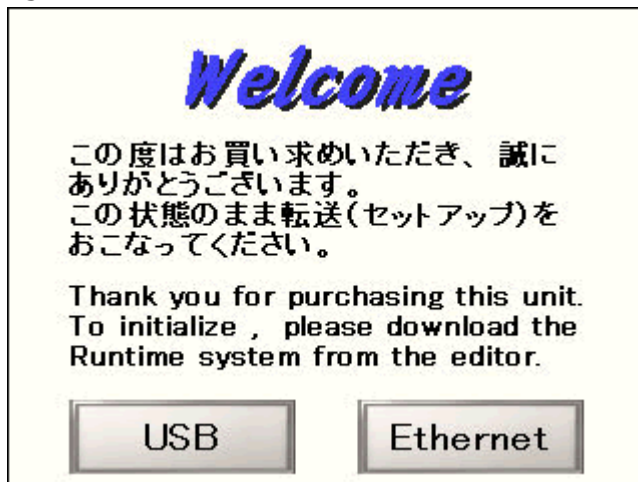 Welcome
この度はお買い求めいただき、誠に
ありがとうございます。
この状態のまま転送(セットアップ)を
おこなってください。
Thank you for purchasing this unit.
To initialize , please download the
Runtime system from the editor.
USB
Ethernet